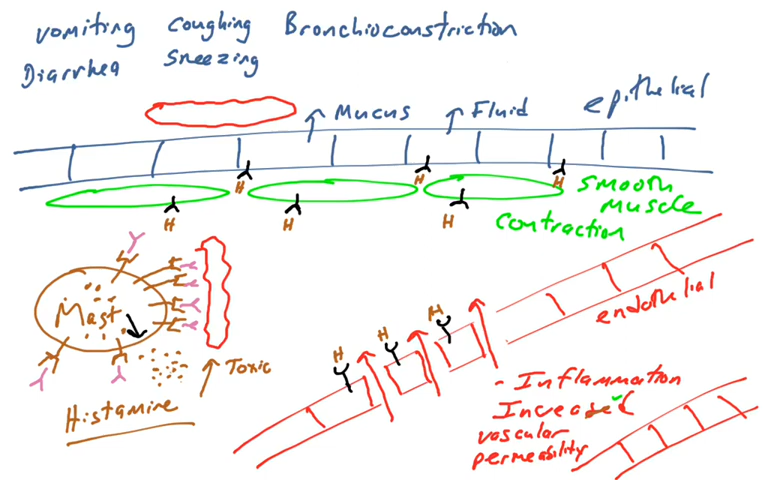 vomiting Coughing Bronchioconstriction
Diarrhea Sneezing
↑ Mucus ↑ Fluid epithelial
H H H
H H H
smooth
muscle
contraction
Mast
↑ Toxic
Histamine
endothelial
H H H
- Inflammation
Increased
vascular
permeability